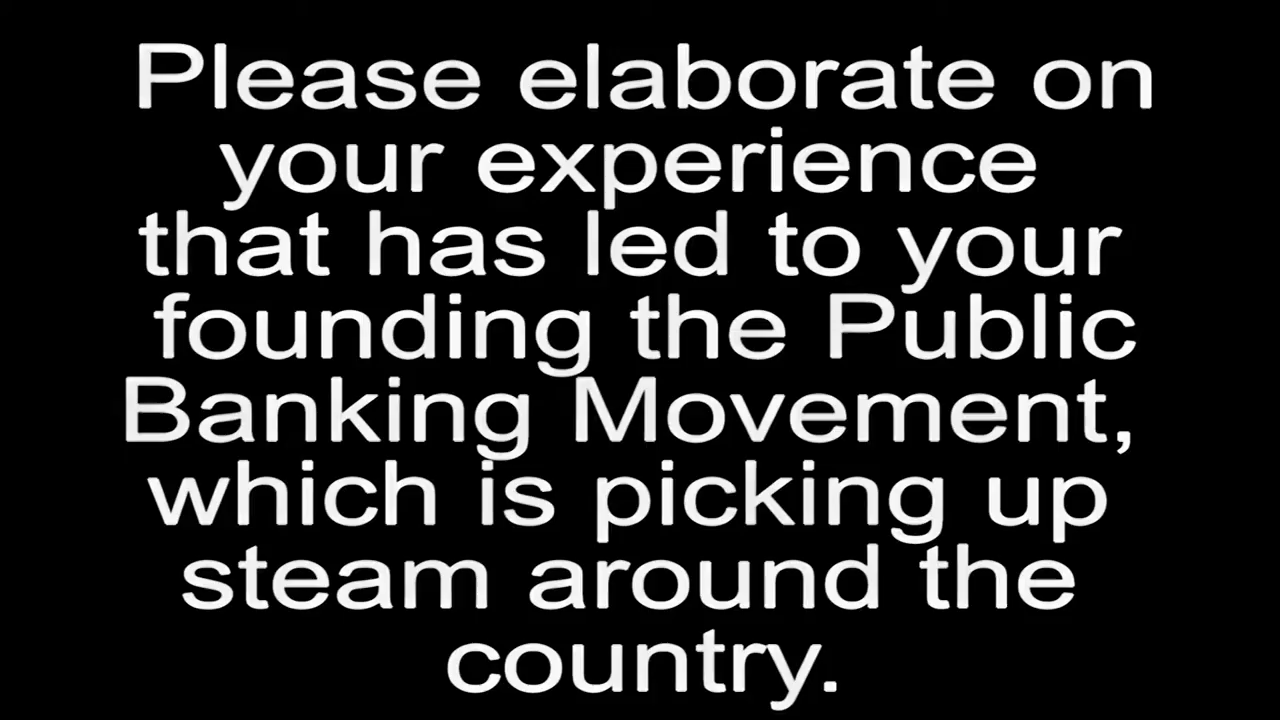 Please elaborate on
your experience
that has led to your
founding the Public
Banking Movement,
which is picking up
steam around the
country.